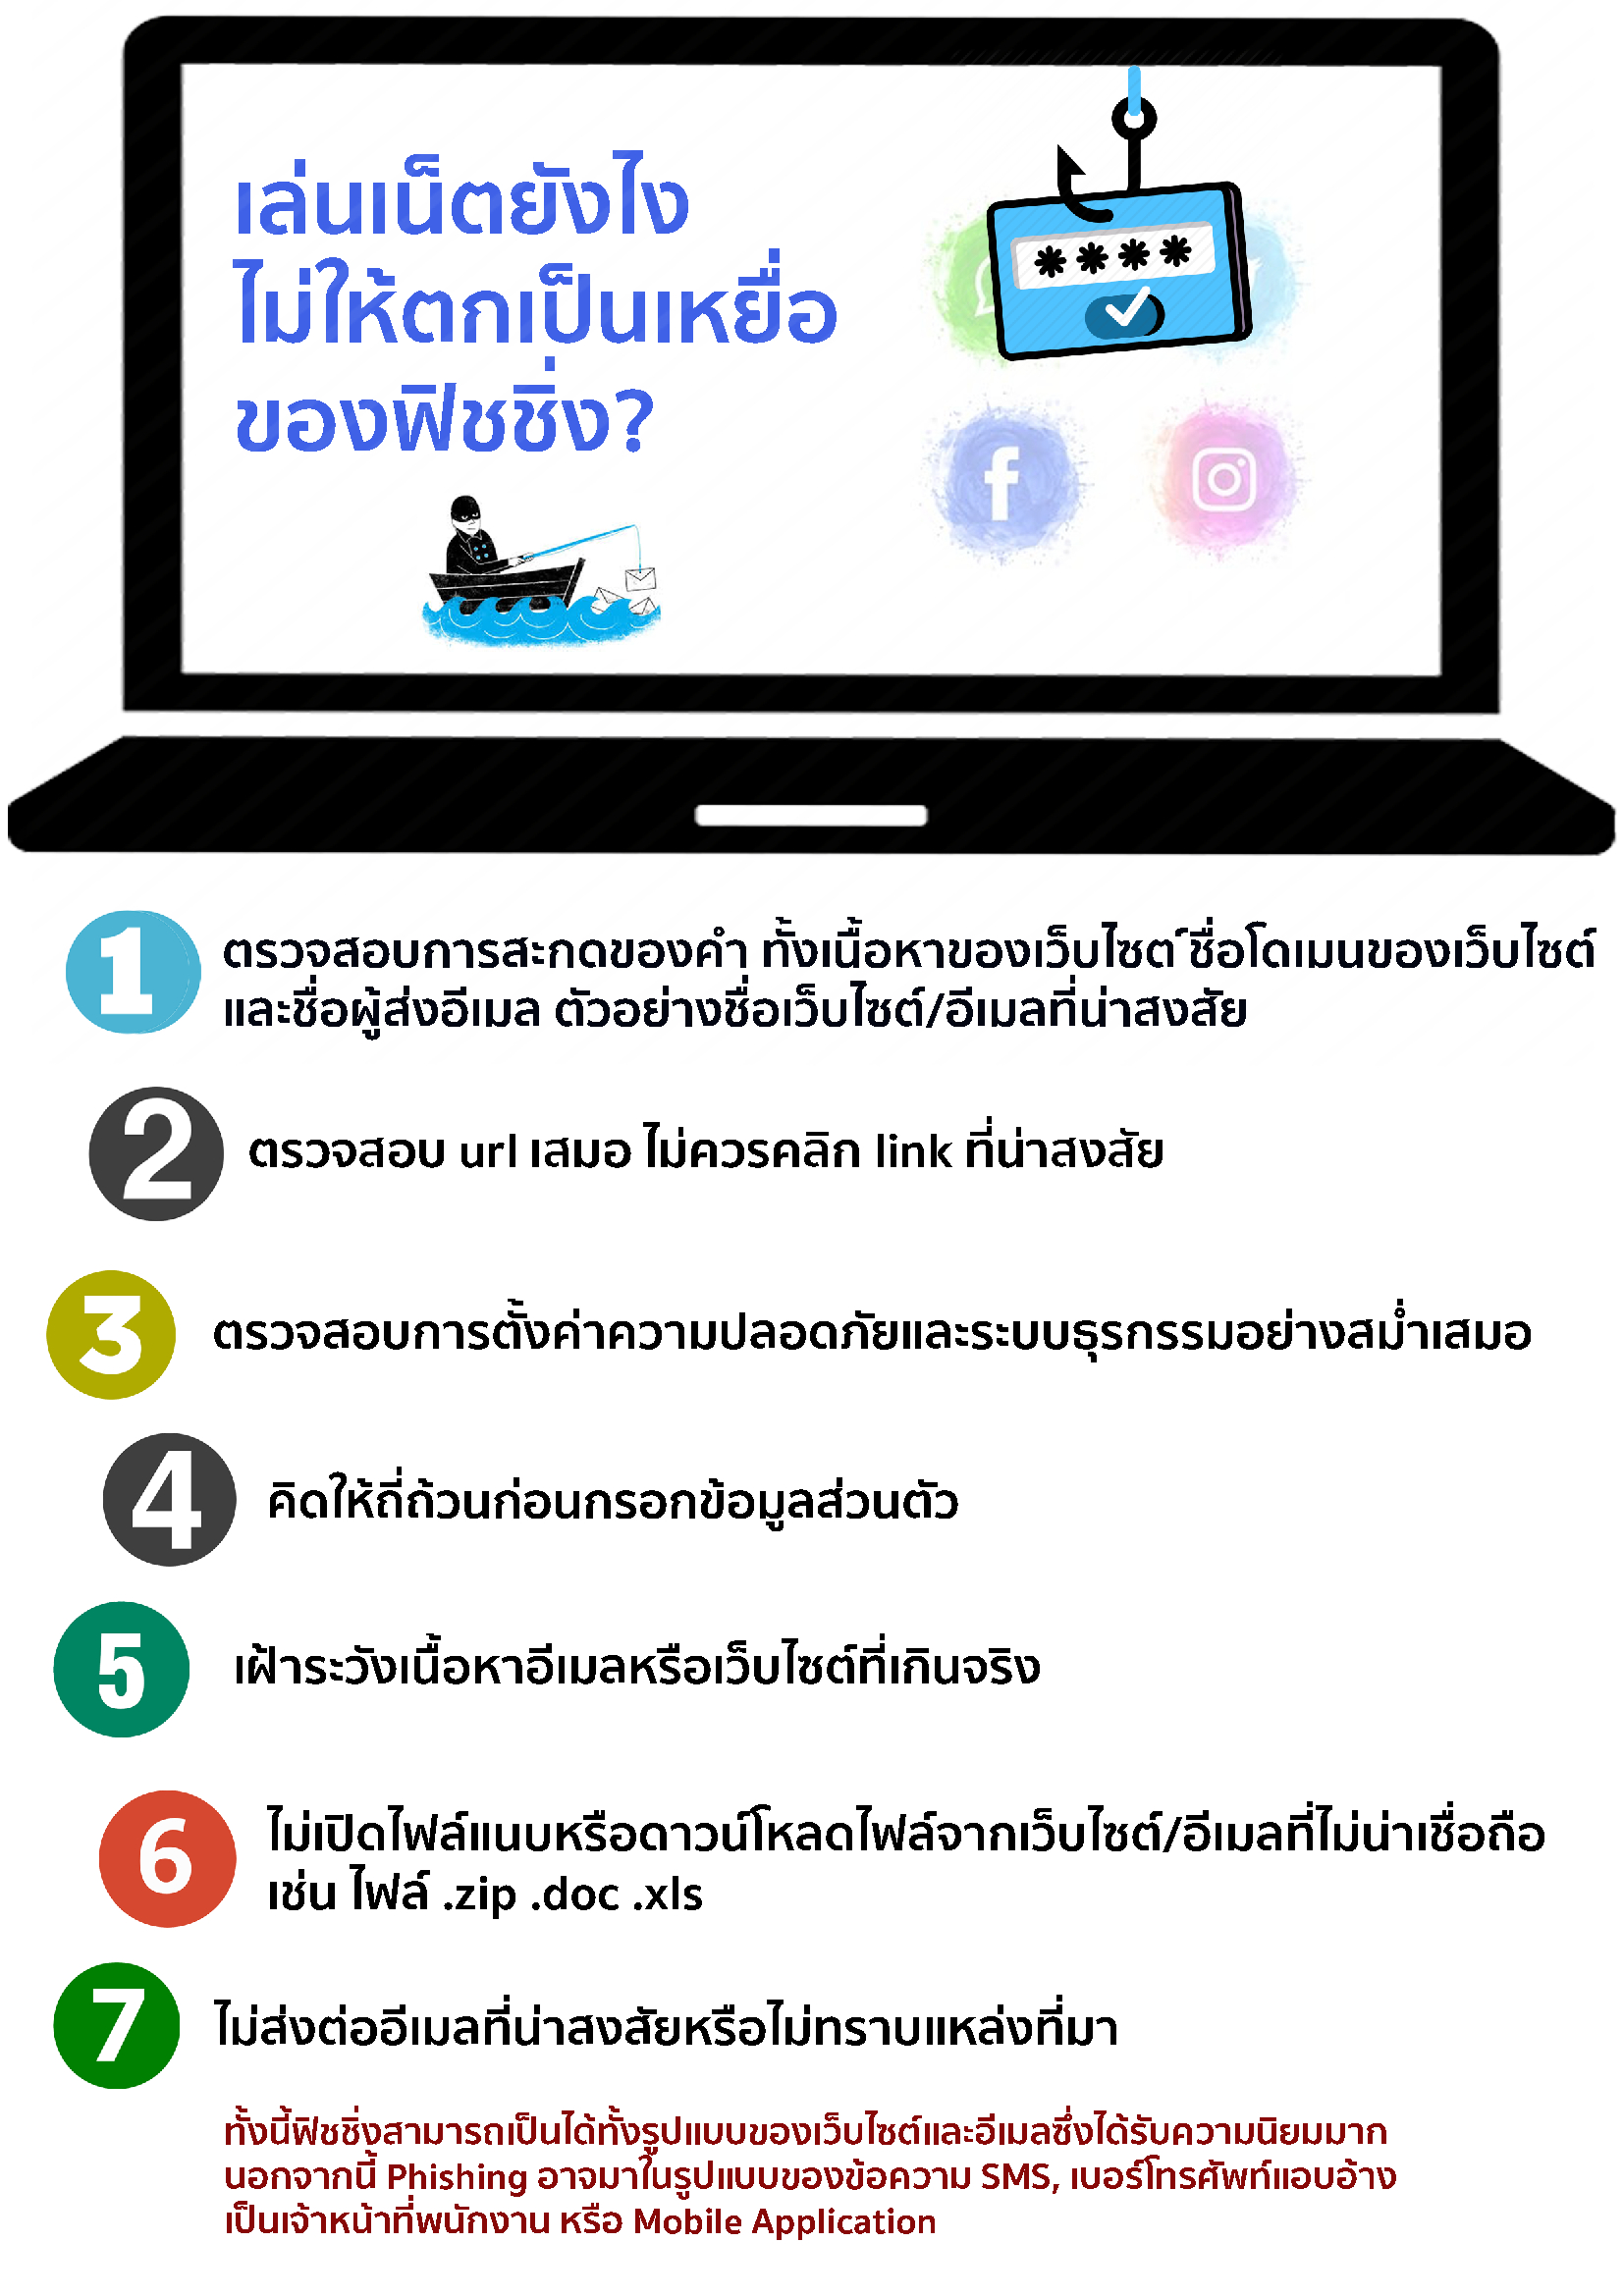 เล่นเน็ตยังไง
ไม่ให้ตกเป็นเหยื่อ
ของฟิชชิ่ง?
****
1
ตรวจสอบการสะกดของคำ ทั้งเนื้อหาของเว็บไซต์ ชื่อโดเมนของเว็บไซต์
และชื่อผู้ส่งอีเมล ตัวอย่างชื่อเว็บไซต์/อีเมลที่น่าสงสัย
2
ตรวจสอบ url เสมอ ไม่ควรคลิก link ที่น่าสงสัย
3
ตรวจสอบการตั้งค่าความปลอดภัยและระบบธุรกรรมอย่างสม่ำเสมอ
4
คิดให้ถี่ถ้วนก่อนกรอกข้อมูลส่วนตัว
5
เฝ้าระวังเนื้อหาอีเมลหรือเว็บไซต์ที่เกินจริง
6
ไม่เปิดไฟล์แนบหรือดาวน์โหลดไฟล์จากเว็บไซต์/อีเมลที่ไม่น่าเชื่อถือ
เช่น ไฟล์ .zip .doc .xls
7
ไม่ส่งต่ออีเมลที่น่าสงสัยหรือไม่ทราบแหล่งที่มา
ทั้งนี้ฟิชชิ่งสามารถเป็นได้ทั้งรูปแบบของเว็บไซต์และอีเมลซึ่งได้รับความนิยมมาก
นอกจากนี้ Phishing อาจมาในรูปแบบของข้อความ SMS, เบอร์โทรศัพท์แอบอ้าง
เป็นเจ้าหน้าที่พนักงาน หรือ Mobile Application